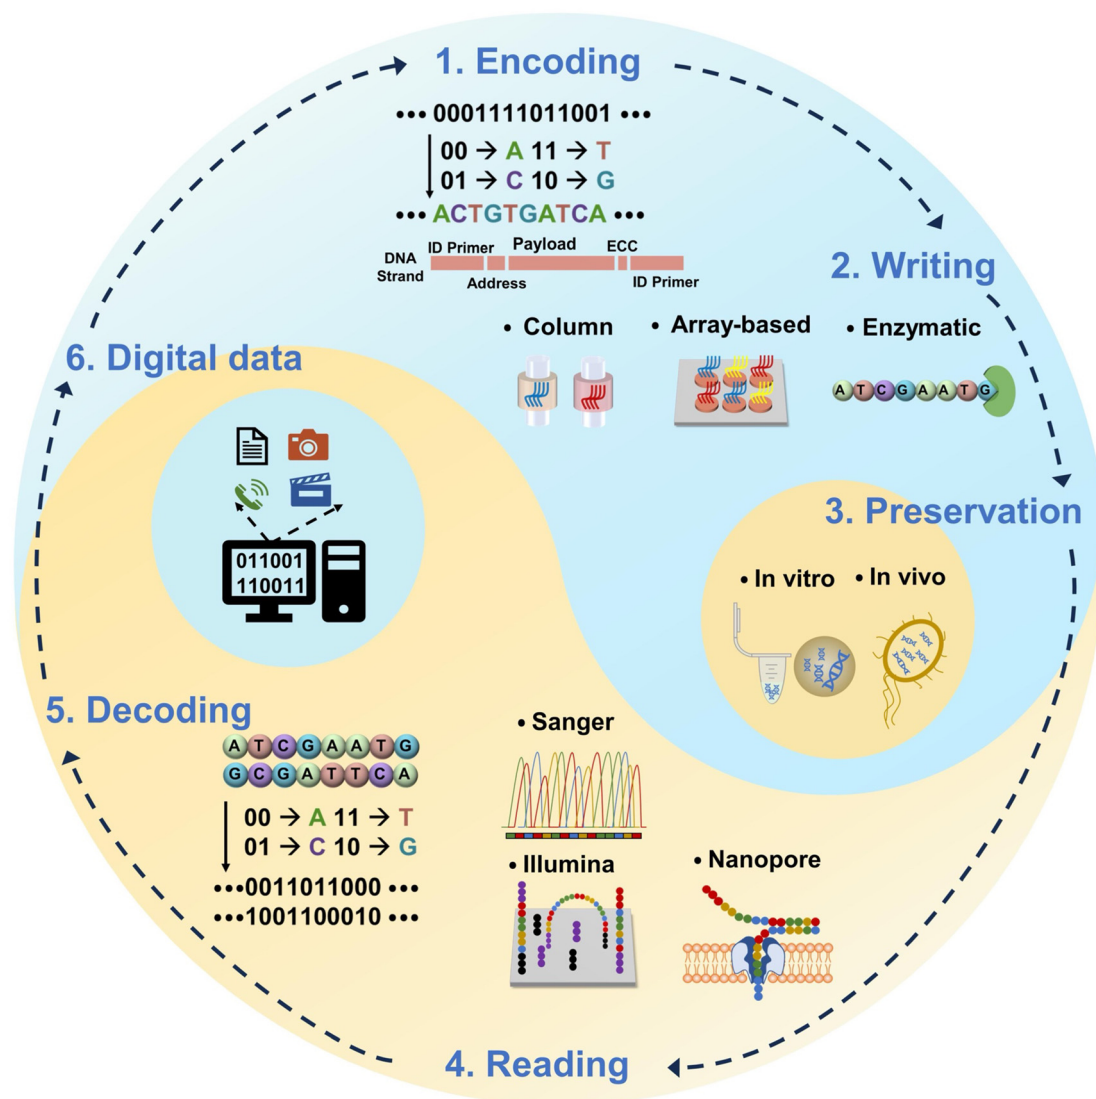 1. Encoding
••• 0001111011001 •••
00 → A 11 → T
01 → C 10 → G
••• ACTGTGATCA •••
DNA Strand
ID Primer
Payload
ECC
Address
ID Primer
2. Writing
• Column
• Array-based
• Enzymatic
ATCGAATG
3. Preservation
• In vitro
• In vivo
6. Digital data
011001
110011
5. Decoding
ATCGAATG
GCGATTCA
00 → A 11 → T
01 → C 10 → G
•••0011011000 •••
•••1001100010 •••
• Sanger
• Illumina
• Nanopore
4. Reading